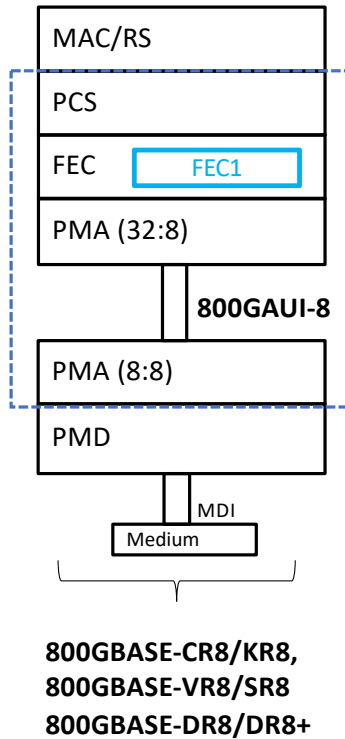 MAC/RS
PCS
FEC
FEC1
PMA (32:8)
800GAUI-8
PMA (8:8)
PMD
MDI
Medium
800GBASE-CR8/KR8,
800GBASE-VR8/SR8
800GBASE-DR8/DR8+